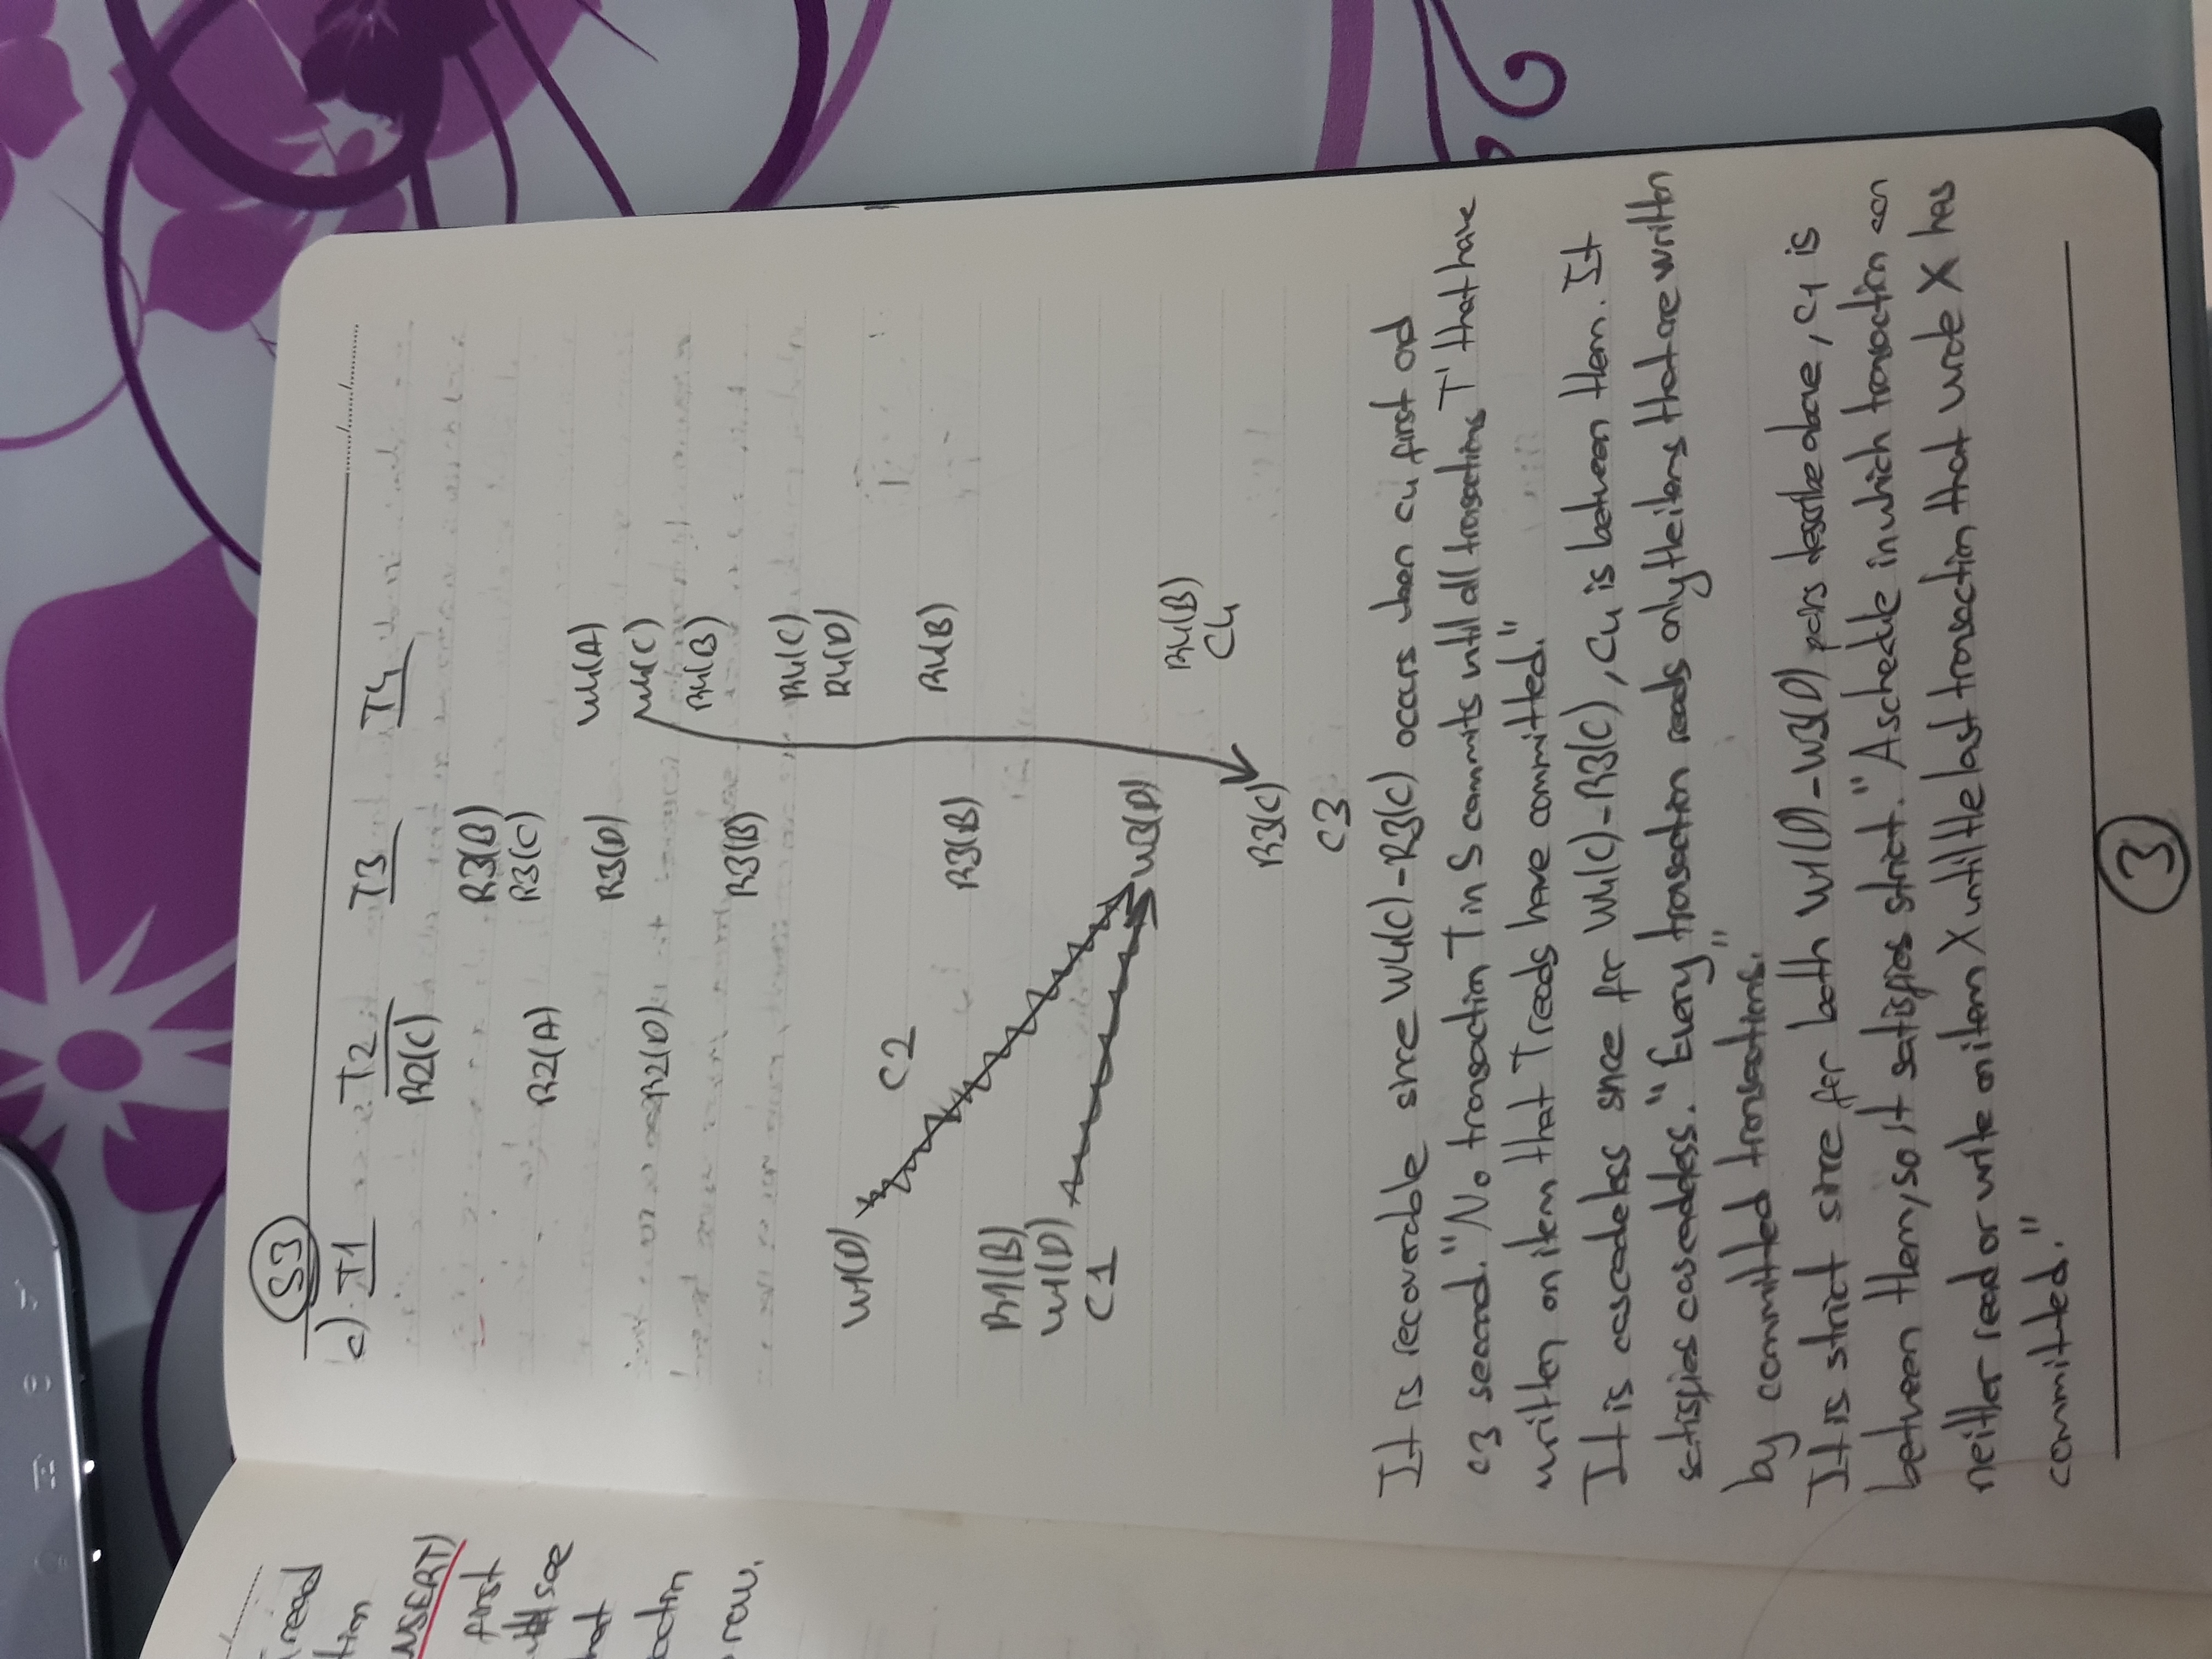 read
tion
INSERT)
first
see
hat
actin
row.
S3
c) T1 T2 T3 T4
R2(C)
R3(B)
R3(C)
R2(A)
W4(A)
R3(D)
W4(C)
R2(D)
R4(B)
R3(B)
R4(C)
R4(D)
W1(D)
C2
R4(B)
R3(B)
R1(B)
W1(D)
C1
W3(D)
R4(B)
C4
R3(C)
C3
It is recoverable since W4(C)-R3(C) occurs when c4 first and
c3 second. "No transaction T in S commits until all transactions T' that have
written an item that T reads have committed."
It is cascadeless since for W4(C)-R3(C), C4 is between them. It
satisfies cascadeless. "Every transaction reads only the items that are written
by committed transactions."
It is strict since for both W1(D)-W3(D) pairs describe above, C1 is
between them, so it satisfies strict. "A schedule in which transaction can
neither read or write an item X until the last transaction that wrote X has
committed."
3